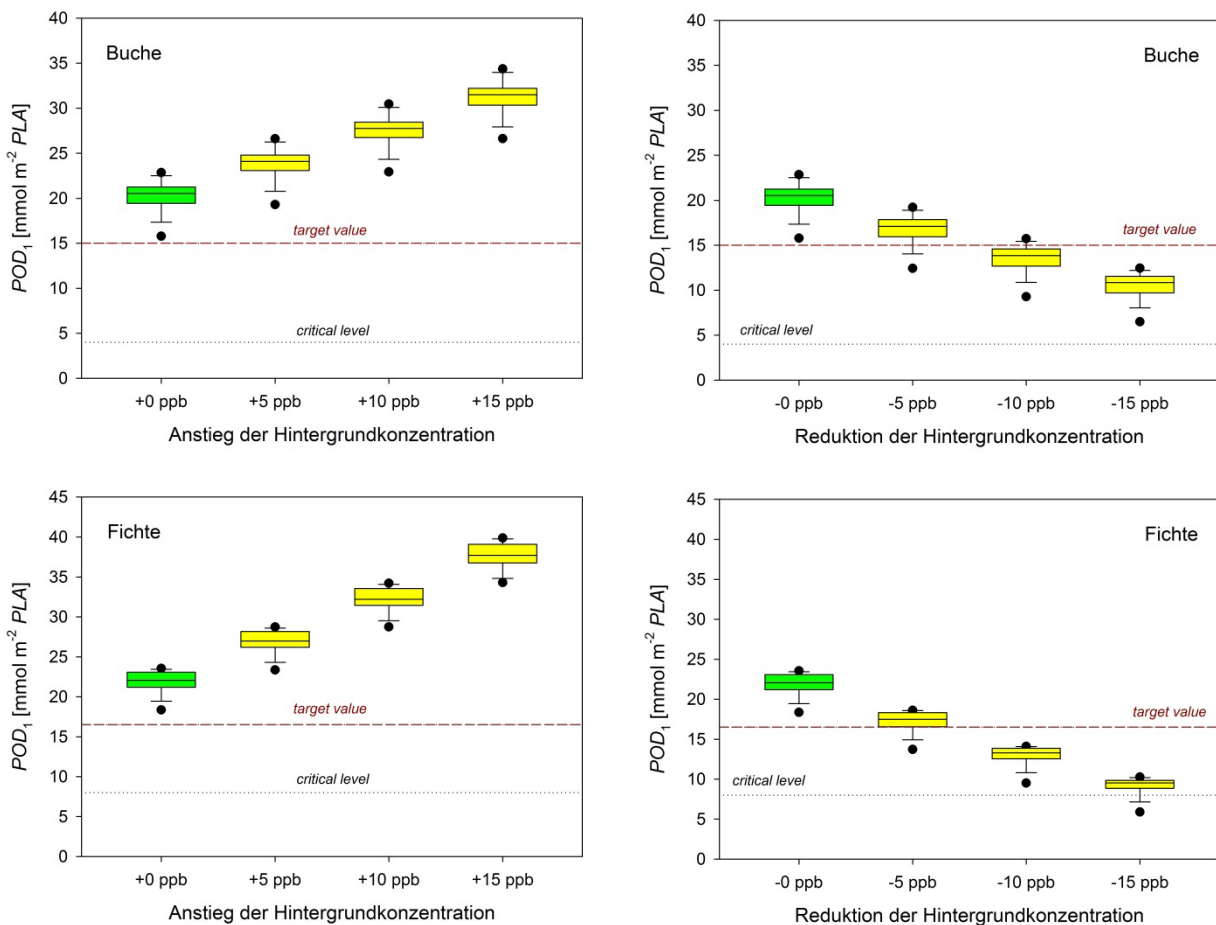 Buche
POD1 [mmol m-2 PLA]
40
35
30
25
20
15
10
5
0
target value
critical level
+0 ppb +5 ppb +10 ppb +15 ppb
Anstieg der Hintergrundkonzentration
Buche
POD1 [mmol m-2 PLA]
40
35
30
25
20
15
10
5
0
target value
critical level
-0 ppb -5 ppb -10 ppb -15 ppb
Reduktion der Hintergrundkonzentration
Fichte
POD1 [mmol m-2 PLA]
45
40
35
30
25
20
15
10
5
0
target value
critical level
+0 ppb +5 ppb +10 ppb +15 ppb
Anstieg der Hintergrundkonzentration
Fichte
POD1 [mmol m-2 PLA]
45
40
35
30
25
20
15
10
5
0
target value
critical level
-0 ppb -5 ppb -10 ppb -15 ppb
Reduktion der Hintergrundkonzentration